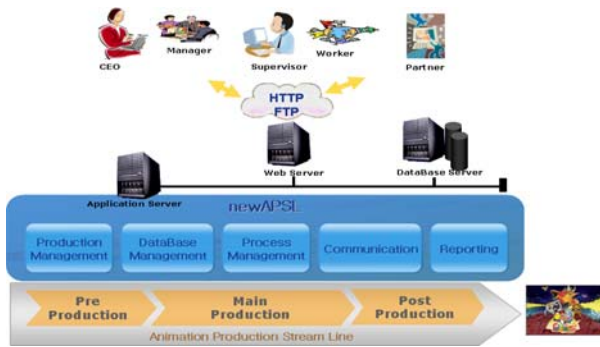 CEO
Manager
Supervisor
Worker
Partner
HTTP
FTP
Web Server
DataBase Server
Application Server
newAPSL
Production
Management
DataBase
Management
Process
Management
Communication
Reporting
Pre
Production
Main
Production
Post
Production
Animation Production Stream Line